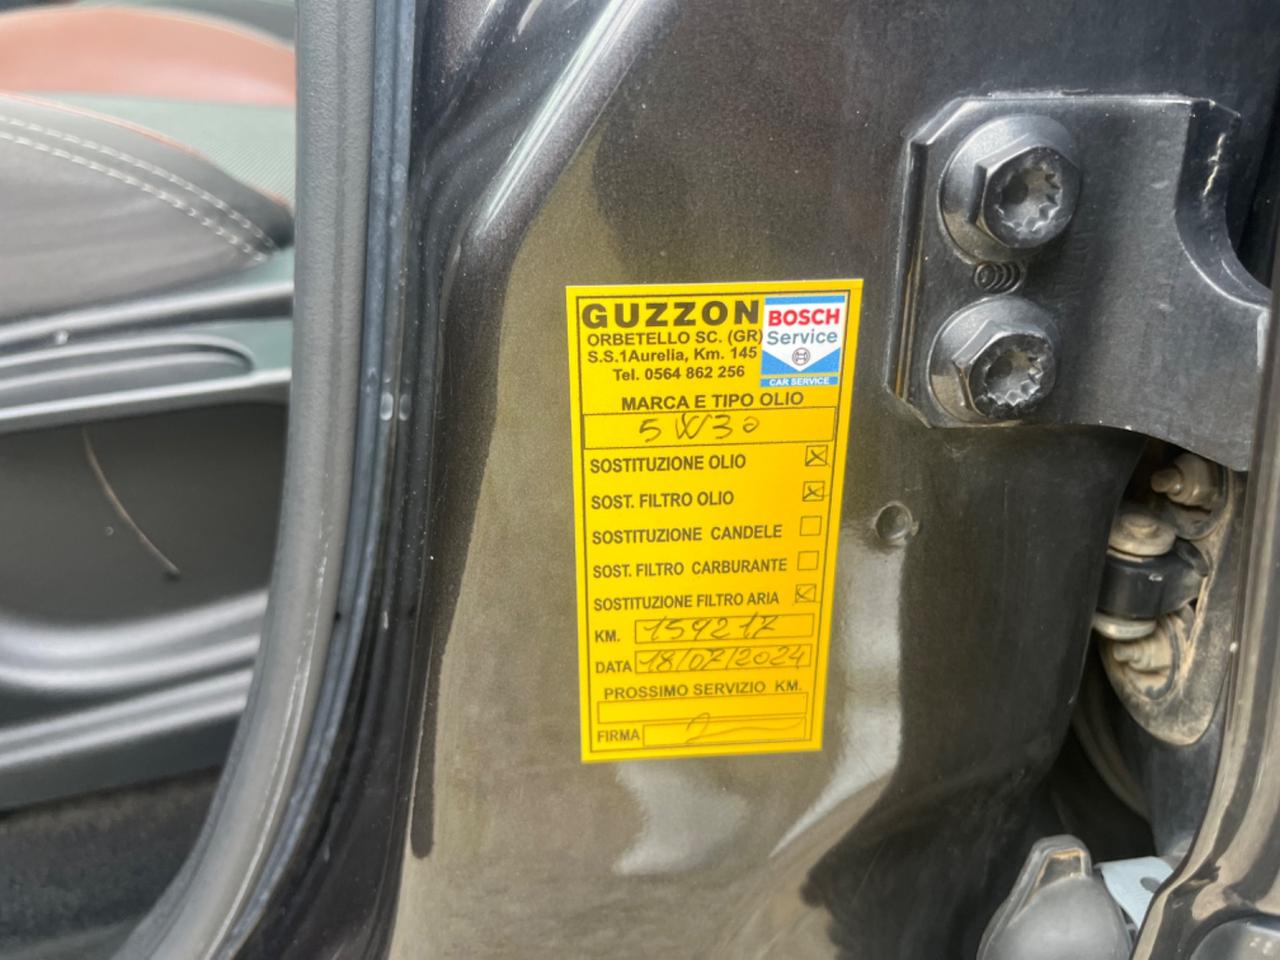 GUZZON
ORBETELLO SC. (GR)
S.S.1Aurelia, Km. 145
Tel. 0564 862 256
BOSCH
Service
CAR SERVICE
MARCA E TIPO OLIO
5W30
SOSTITUZIONE OLIO
SOST. FILTRO OLIO
SOSTITUZIONE CANDELE
SOST. FILTRO CARBURANTE
SOSTITUZIONE FILTRO ARIA
KM. 159217
DATA 18/07/2024
PROSSIMO SERVIZIO KM.
FIRMA